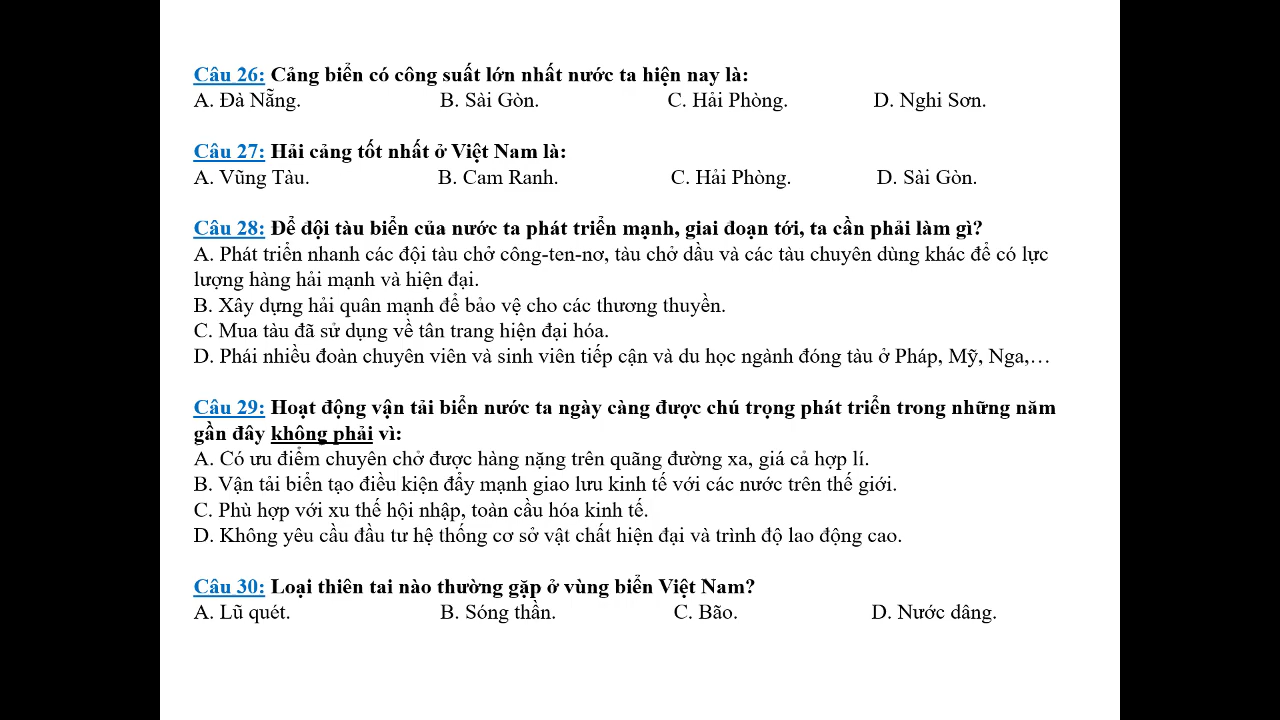 Câu 26: Cảng biển có công suất lớn nhất nước ta hiện nay là:
A. Đà Nẵng. B. Sài Gòn. C. Hải Phòng. D. Nghi Sơn.
Câu 27: Hải cảng tốt nhất ở Việt Nam là:
A. Vũng Tàu. B. Cam Ranh. C. Hải Phòng. D. Sài Gòn.
Câu 28: Để đội tàu biển của nước ta phát triển mạnh, giai đoạn tới, ta cần phải làm gì?
A. Phát triển nhanh các đội tàu chở công-ten-nơ, tàu chở dầu và các tàu chuyên dùng khác để có lực
lượng hàng hải mạnh và hiện đại.
B. Xây dựng hải quân mạnh để bảo vệ cho các thương thuyền.
C. Mua tàu đã sử dụng về tân trang hiện đại hóa.
D. Phái nhiều đoàn chuyên viên và sinh viên tiếp cận và du học ngành đóng tàu ở Pháp, Mỹ, Nga,…
Câu 29: Hoạt động vận tải biển nước ta ngày càng được chú trọng phát triển trong những năm
gần đây không phải vì:
A. Có ưu điểm chuyên chở được hàng nặng trên quãng đường xa, giá cả hợp lí.
B. Vận tải biển tạo điều kiện đẩy mạnh giao lưu kinh tế với các nước trên thế giới.
C. Phù hợp với xu thế hội nhập, toàn cầu hóa kinh tế.
D. Không yêu cầu đầu tư hệ thống cơ sở vật chất hiện đại và trình độ lao động cao.
Câu 30: Loại thiên tai nào thường gặp ở vùng biển Việt Nam?
A. Lũ quét. B. Sóng thần. C. Bão. D. Nước dâng.